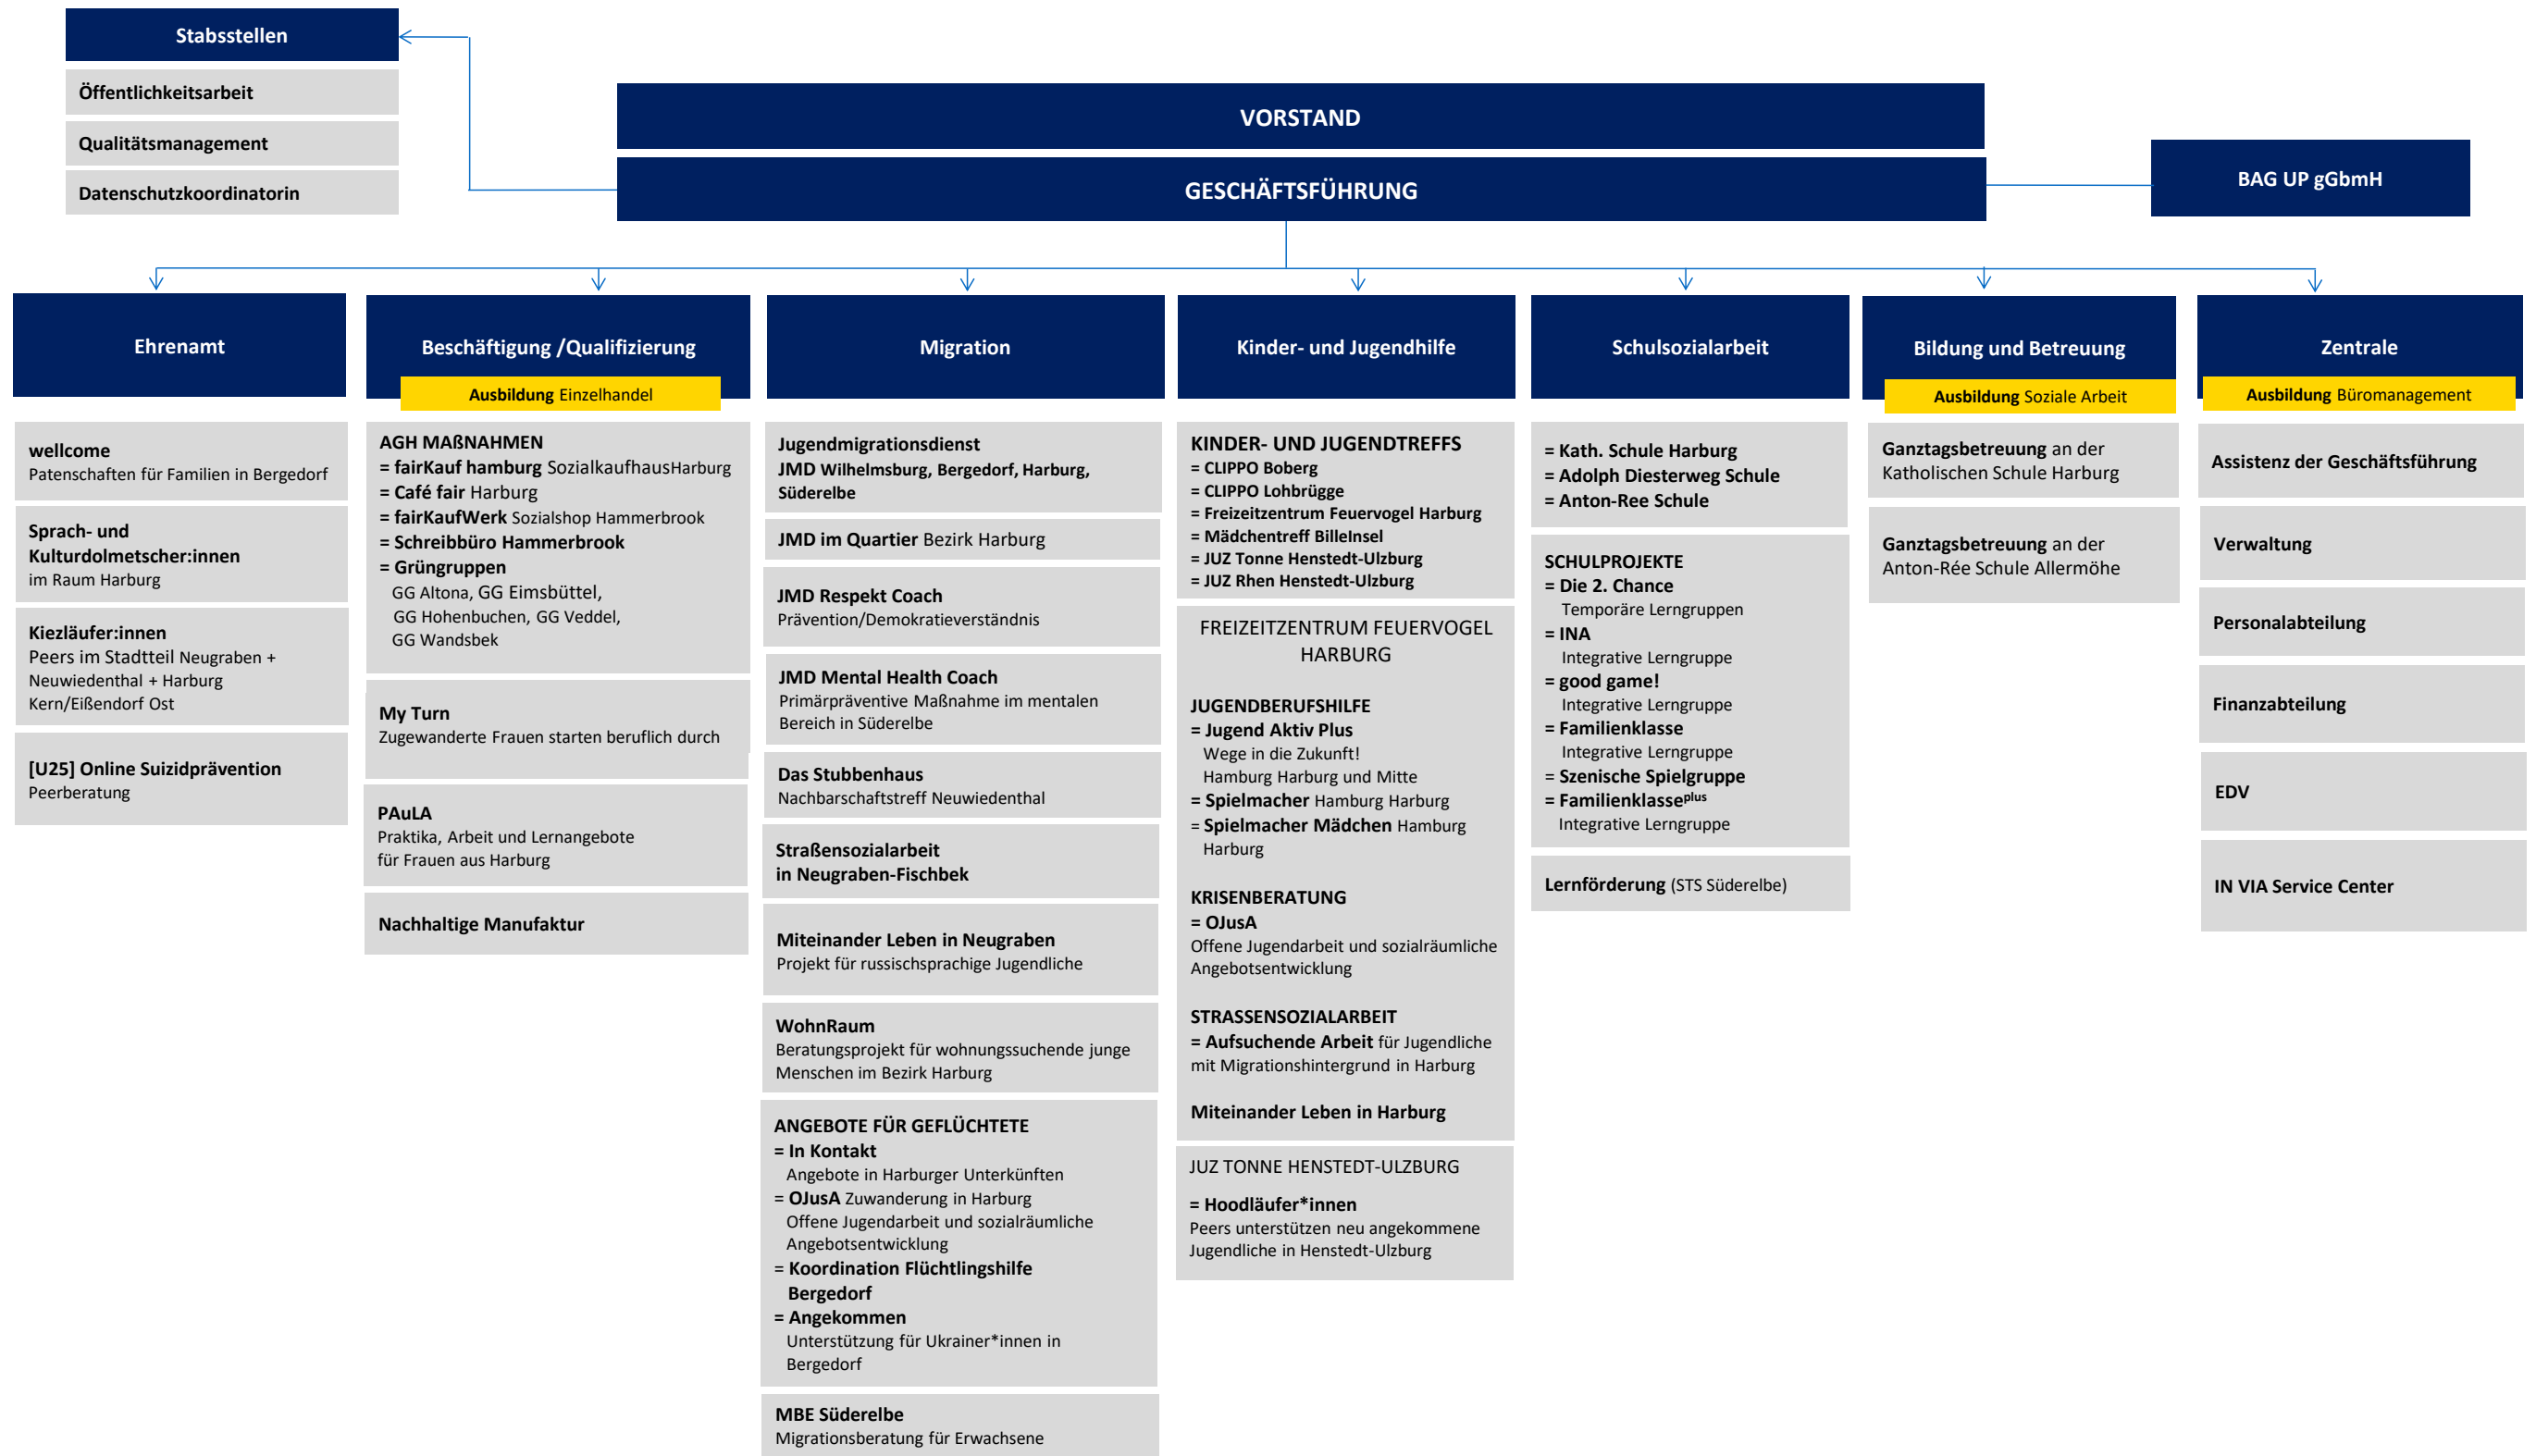 Stabsstellen
Öffentlichkeitsarbeit
Qualitätsmanagement
Datenschutzkoordinatorin
VORSTAND
GESCHÄFTSFÜHRUNG
BAG UP gGbmH
Ehrenamt
wellcome
Patenschaften für Familien in Bergedorf
Sprach- und
Kulturdolmetscher:innen
im Raum Harburg
Kiezläufer:innen
Peers im Stadtteil Neugraben +
Neuwiedenthal + Harburg
Kern/Eißendorf Ost
[U25] Online Suizidprävention
Peerberatung
Beschäftigung /Qualifizierung
Ausbildung Einzelhandel
AGH MAßNAHMEN
= fairKauf hamburg SozialkaufhausHarburg
= Café fair Harburg
= fairKaufWerk Sozialshop Hammerbrook
= Schreibbüro Hammerbrook
= Grüngruppen
GG Altona, GG Eimsbüttel,
GG Hohenbuchen, GG Veddel,
GG Wandsbek
My Turn
Zugewanderte Frauen starten beruflich durch
PAuLA
Praktika, Arbeit und Lernangebote
für Frauen aus Harburg
Nachhaltige Manufaktur
Migration
Jugendmigrationsdienst
JMD Wilhelmsburg, Bergedorf, Harburg,
Süderelbe
JMD im Quartier Bezirk Harburg
JMD Respekt Coach
Prävention/Demokratieverständnis
JMD Mental Health Coach
Primärpräventive Maßnahme im mentalen
Bereich in Süderelbe
Das Stubbenhaus
Nachbarschaftstreff Neuwiedenthal
Straßensozialarbeit
in Neugraben-Fischbek
Miteinander Leben in Neugraben
Projekt für russischsprachige Jugendliche
WohnRaum
Beratungsprojekt für wohnungssuchende junge
Menschen im Bezirk Harburg
ANGEBOTE FÜR GEFLÜCHTETE
= In Kontakt
Angebote in Harburger Unterkünften
= OJusA Zuwanderung in Harburg
Offene Jugendarbeit und sozialräumliche
Angebotsentwicklung
= Koordination Flüchtlingshilfe
Bergedorf
= Angekommen
Unterstützung für Ukrainer*innen in
Bergedorf
MBE Süderelbe
Migrationsberatung für Erwachsene
Kinder- und Jugendhilfe
KINDER- UND JUGENDTREFFS
= CLIPPO Boberg
= CLIPPO Lohbrügge
= Freizeitzentrum Feuervogel Harburg
= Mädchentreff BilleInsel
= JUZ Tonne Henstedt-Ulzburg
= JUZ Rhen Henstedt-Ulzburg
FREIZEITZENTRUM FEUERVOGEL
HARBURG
JUGENDBERUFSHILFE
= Jugend Aktiv Plus
Wege in die Zukunft!
Hamburg Harburg und Mitte
= Spielmacher Hamburg Harburg
= Spielmacher Mädchen Hamburg
Harburg
KRISENBERATUNG
= OJusA
Offene Jugendarbeit und sozialräumliche
Angebotsentwicklung
STRASSENSOZIALARBEIT
= Aufsuchende Arbeit für Jugendliche
mit Migrationshintergrund in Harburg
Miteinander Leben in Harburg
JUZ TONNE HENSTEDT-ULZBURG
= Hoodläufer*innen
Peers unterstützen neu angekommene
Jugendliche in Henstedt-Ulzburg
Schulsozialarbeit
= Kath. Schule Harburg
= Adolph Diesterweg Schule
= Anton-Ree Schule
SCHULPROJEKTE
= Die 2. Chance
Temporäre Lerngruppen
= INA
Integrative Lerngruppe
= good game!
Integrative Lerngruppe
= Familienklasse
Integrative Lerngruppe
= Szenische Spielgruppe
= Familienklasseplus
Integrative Lerngruppe
Lernförderung (STS Süderelbe)
Bildung und Betreuung
Ausbildung Soziale Arbeit
Ganztagsbetreuung an der
Katholischen Schule Harburg
Ganztagsbetreuung an der
Anton-Rée Schule Allermöhe
Zentrale
Ausbildung Büromanagement
Assistenz der Geschäftsführung
Verwaltung
Personalabteilung
Finanzabteilung
EDV
IN VIA Service Center